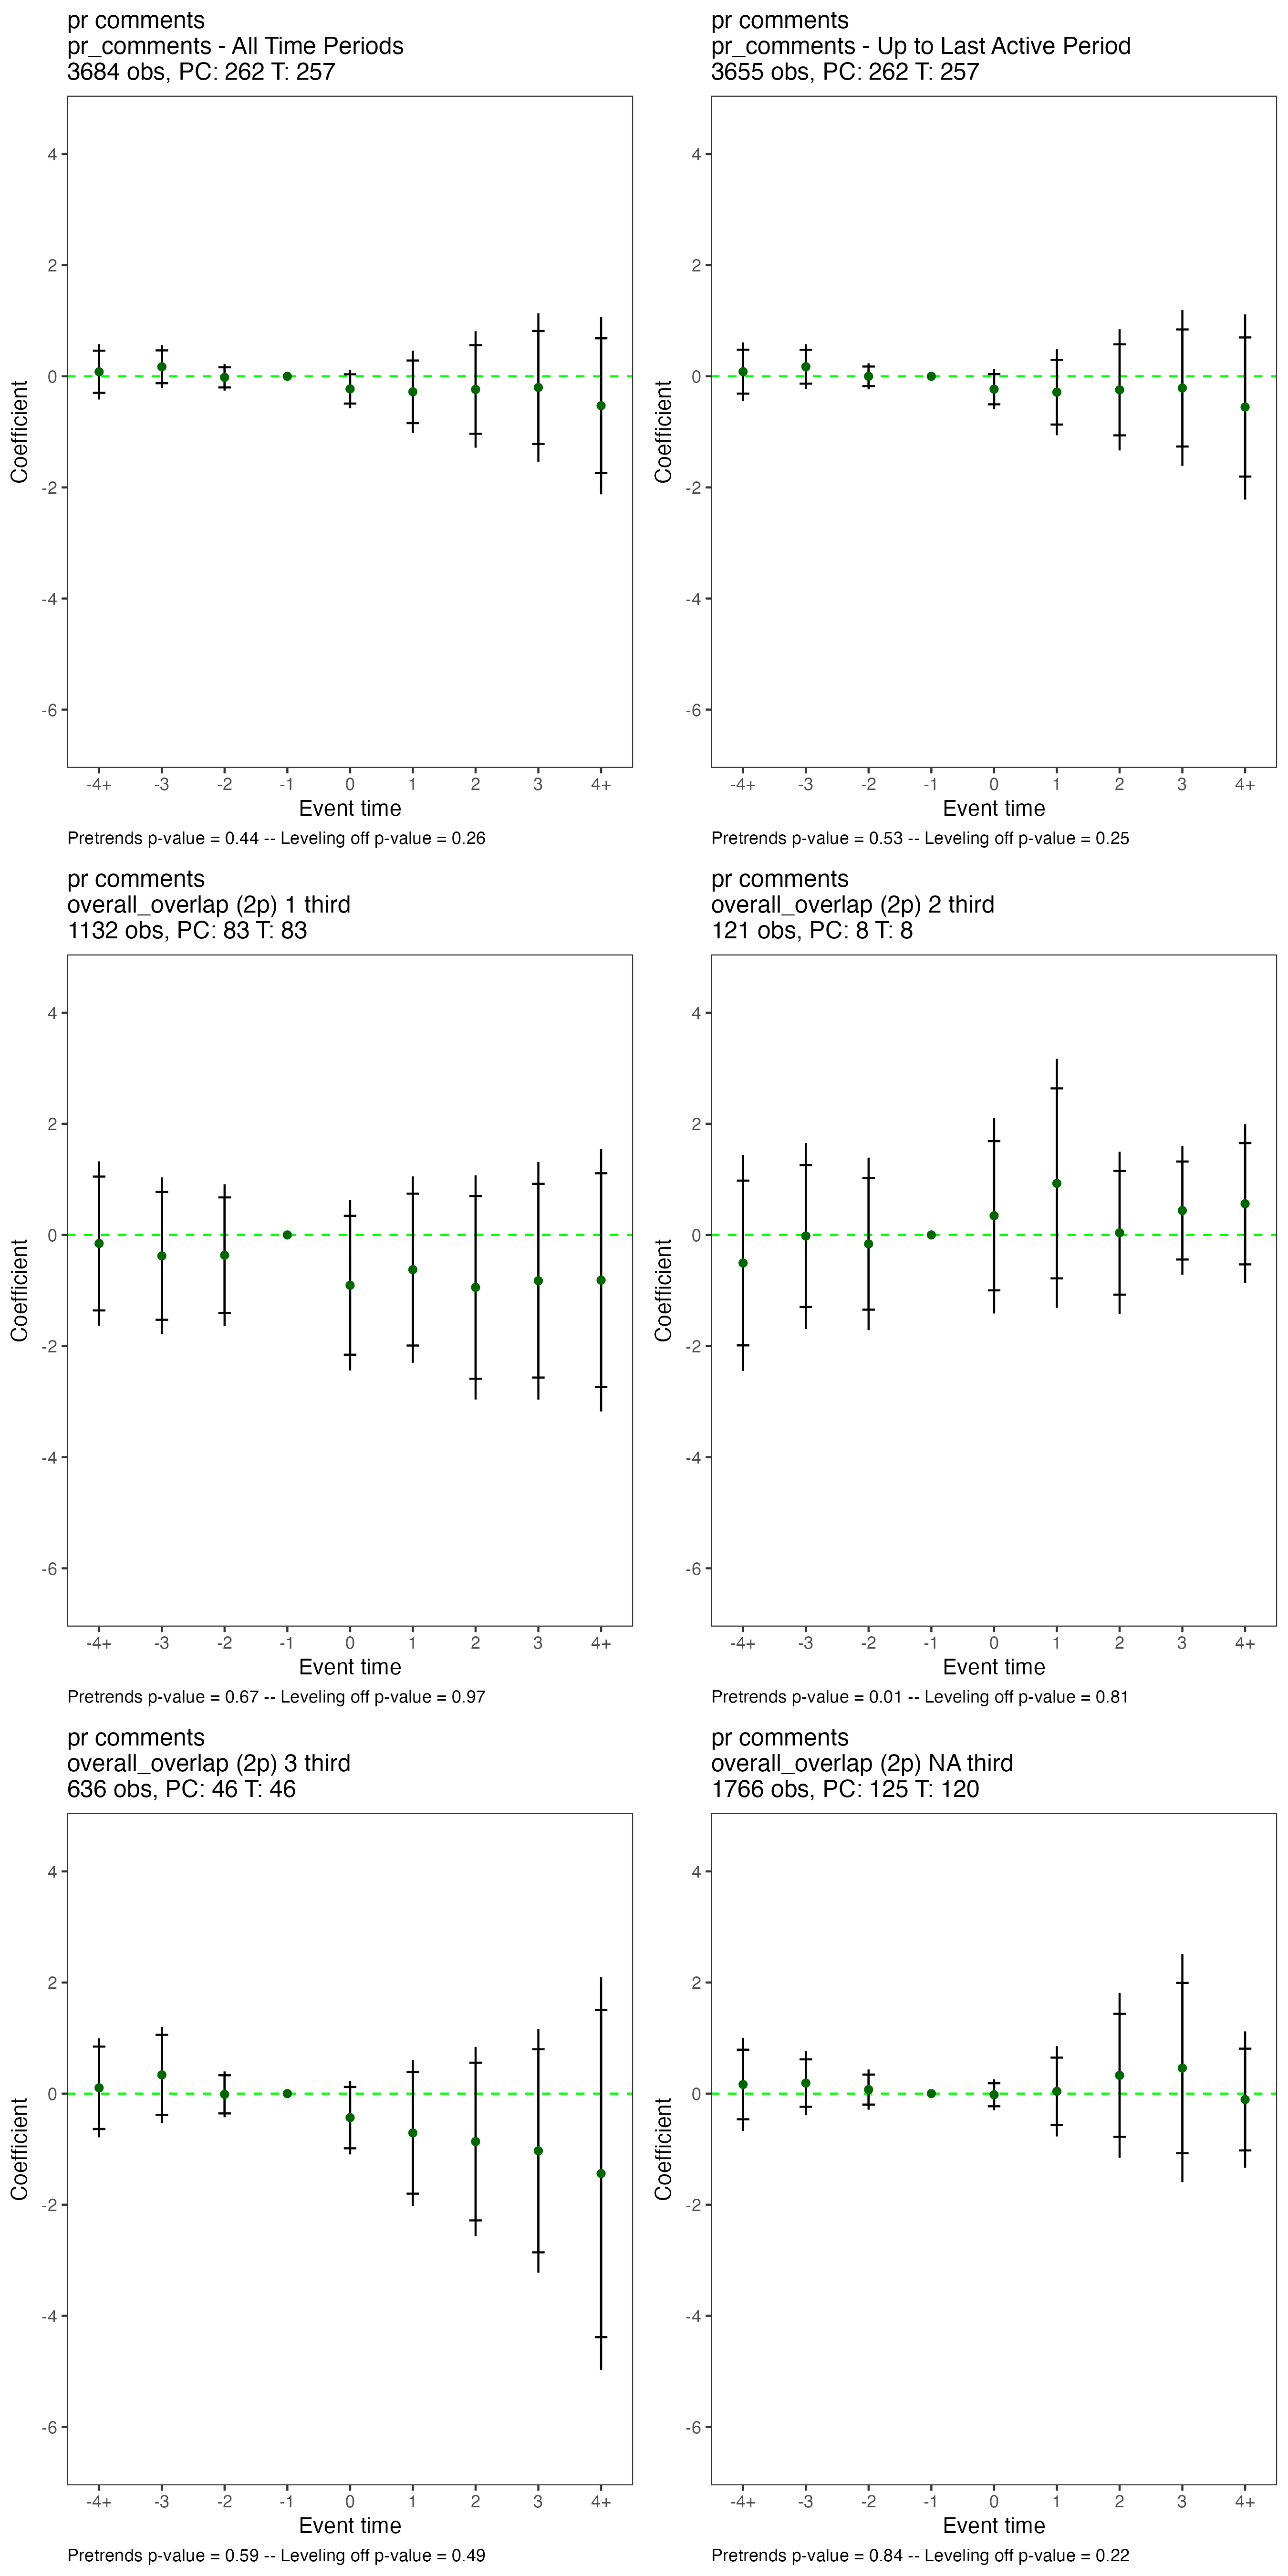 pr comments
pr_comments - All Time Periods
3684 obs, PC: 262 T: 257
4
2
0
-2
-4
-6
Coefficient
-4+ -3 -2 -1 0 1 2 3 4+
Event time
Pretrends p-value = 0.44 -- Leveling off p-value = 0.26
pr comments
pr_comments - Up to Last Active Period
3655 obs, PC: 262 T: 257
4
2
0
-2
-4
-6
Coefficient
-4+ -3 -2 -1 0 1 2 3 4+
Event time
Pretrends p-value = 0.53 -- Leveling off p-value = 0.25
pr comments
overall_overlap (2p) 1 third
1132 obs, PC: 83 T: 83
4
2
0
-2
-4
-6
Coefficient
-4+ -3 -2 -1 0 1 2 3 4+
Event time
Pretrends p-value = 0.67 -- Leveling off p-value = 0.97
pr comments
overall_overlap (2p) 2 third
121 obs, PC: 8 T: 8
4
2
0
-2
-4
-6
Coefficient
-4+ -3 -2 -1 0 1 2 3 4+
Event time
Pretrends p-value = 0.01 -- Leveling off p-value = 0.81
pr comments
overall_overlap (2p) 3 third
636 obs, PC: 46 T: 46
4
2
0
-2
-4
-6
Coefficient
-4+ -3 -2 -1 0 1 2 3 4+
Event time
Pretrends p-value = 0.59 -- Leveling off p-value = 0.49
pr comments
overall_overlap (2p) NA third
1766 obs, PC: 125 T: 120
4
2
0
-2
-4
-6
Coefficient
-4+ -3 -2 -1 0 1 2 3 4+
Event time
Pretrends p-value = 0.84 -- Leveling off p-value = 0.22